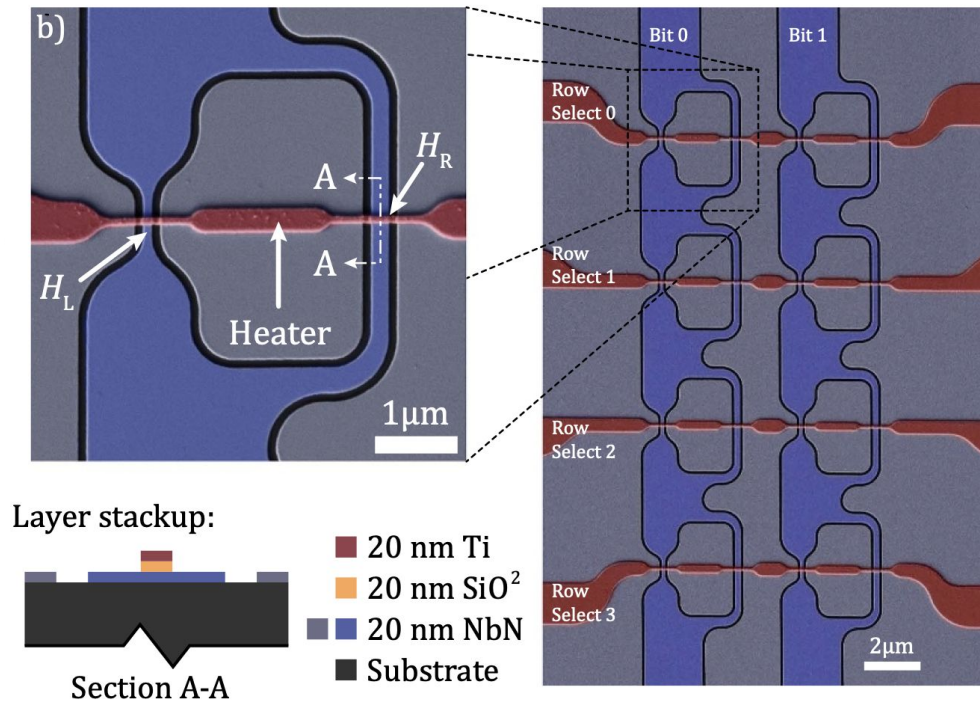 b)
A
H_R
A
H_L
Heater
1μm
Bit 0
Bit 1
Row
Select 0
Row
Select 1
Row
Select 2
Row
Select 3
2μm
Layer stackup:
20 nm Ti
20 nm SiO²
20 nm NbN
Substrate
Section A-A